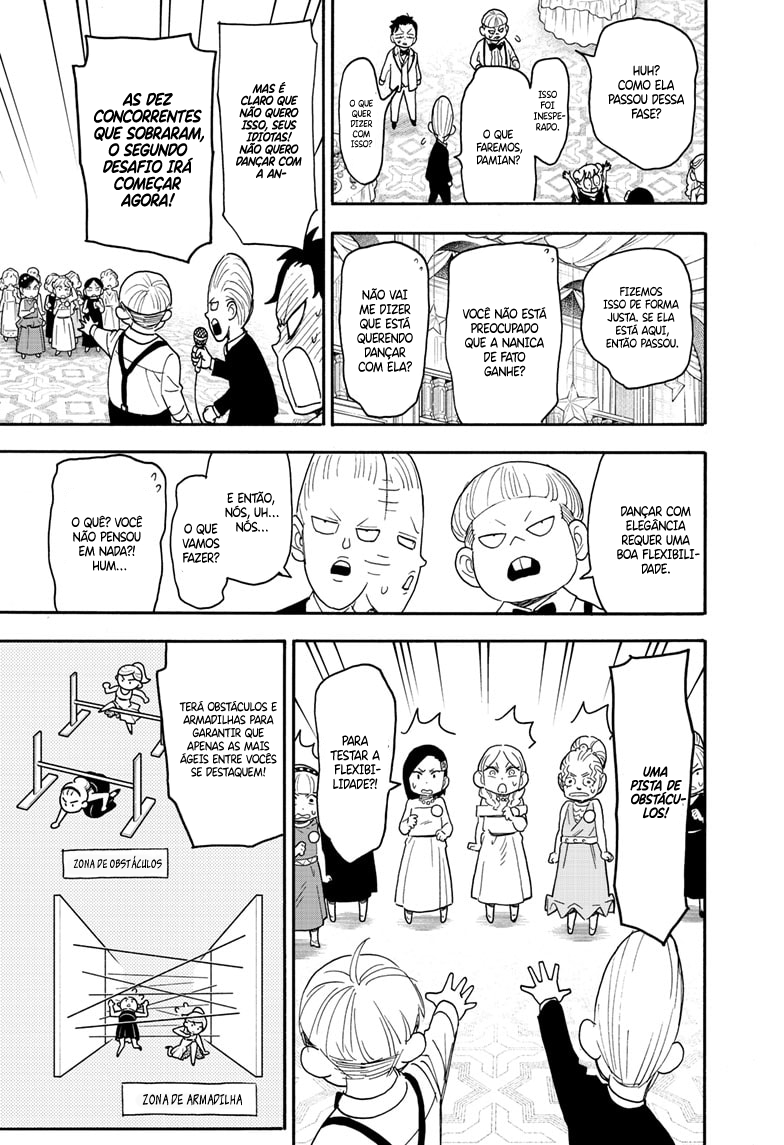 HUH?
COMO ELA
PASSOU DESSA
FASE?
ISSO
FOI
INESPE-
RADO.
O QUE
FAREMOS,
DAMIAN?
O QUE
QUER
DIZER
COM
ISSO?
FIZEMOS
ISSO DE FORMA
JUSTA. SE ELA
ESTÁ AQUI,
ENTÃO PASSOU.
VOCÊ NÃO ESTÁ
PREOCUPADO
QUE A NANICA
DE FATO
GANHE?
NÃO VAI
ME DIZER
QUE ESTÁ
QUERENDO
DANÇAR
COM ELA?
MAS É
CLARO QUE
NÃO QUERO
ISSO, SEUS
IDIOTAS!
NÃO QUERO
DANÇAR COM
A AN-
AS DEZ
CONCORRENTES
QUE SOBRARAM,
O SEGUNDO
DESAFIO IRÁ
COMEÇAR
AGORA!
DANÇAR COM
ELEGÂNCIA
REQUER UMA
BOA FLEXIBILI-
DADE.
E ENTÃO,
NÓS, UH...
NÓS...
O QUE
VAMOS
FAZER?
O QUÊ? VOCÊ
NÃO PENSOU
EM NADA?!
HUM...
UMA
PISTA DE
OBSTÁCU-
LOS!
PARA
TESTAR A
FLEXIBI-
LIDADE?!
TERÁ OBSTÁCULOS E
ARMADILHAS PARA
GARANTIR QUE
APENAS AS MAIS
ÁGEIS ENTRE VOCÊS
SE DESTAQUEM!
ZONA DE OBSTÁCULOS
ZONA DE ARMADILHA